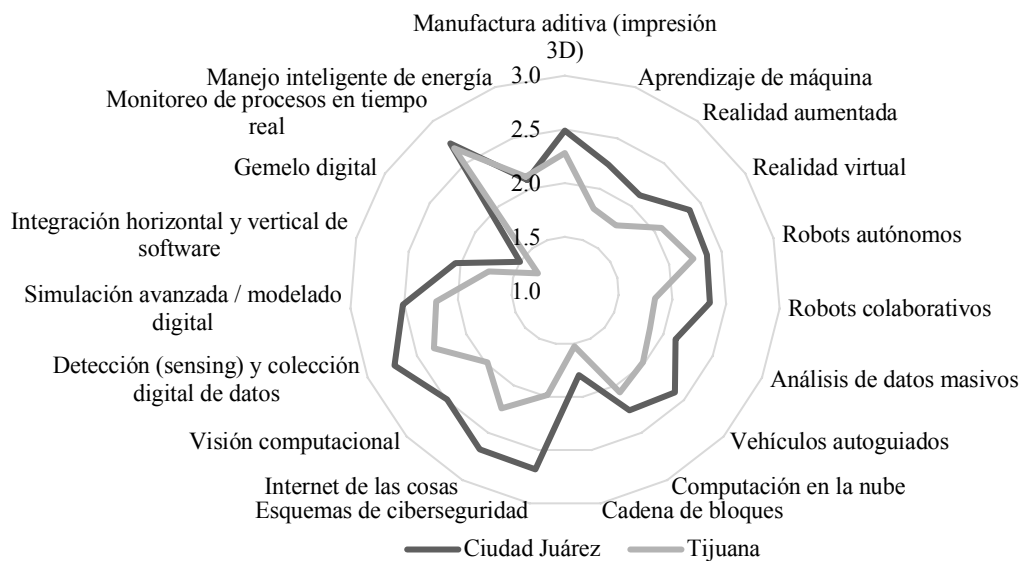 Manufactura aditiva (impresión
3D)
Manejo inteligente de energía
3.0
Aprendizaje de máquina
Monitoreo de procesos en tiempo
real
Realidad aumentada
2.5
Gemelo digital
Realidad virtual
2.0
Integración horizontal y vertical de
software
Robots autónomos
1.5
Simulación avanzada / modelado
digital
1.0
Robots colaborativos
Detección (sensing) y colección
digital de datos
Análisis de datos masivos
Visión computacional
Vehículos autoguiados
Internet de las cosas
Computación en la nube
Esquemas de ciberseguridad
Cadena de bloques
Ciudad Juárez
Tijuana